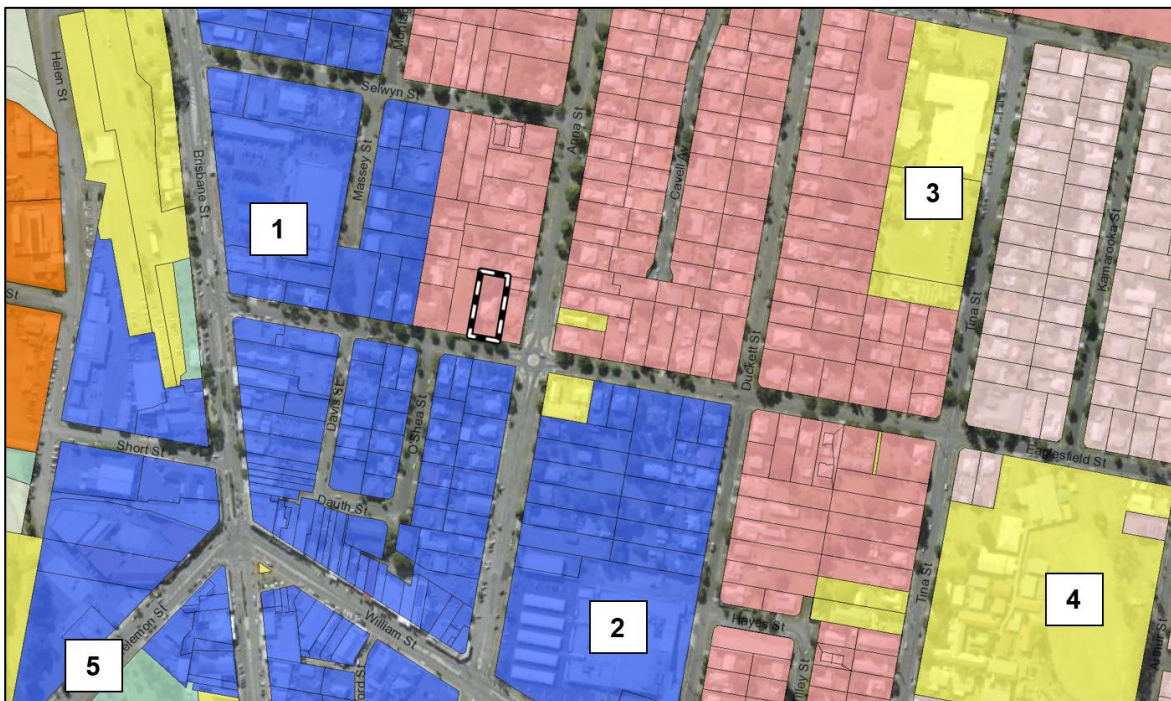 Helen St
Selwyn St
Anna St
Massey St
Cavell Av
Brisbane St
1
3
Kamarooka St
Tina St
St
Duckett St
Davis St
O'Shea St
Eaglesfield St
Short St
Dauth St
2
4
5
William St
Hayes St
Tina St
Arthur St